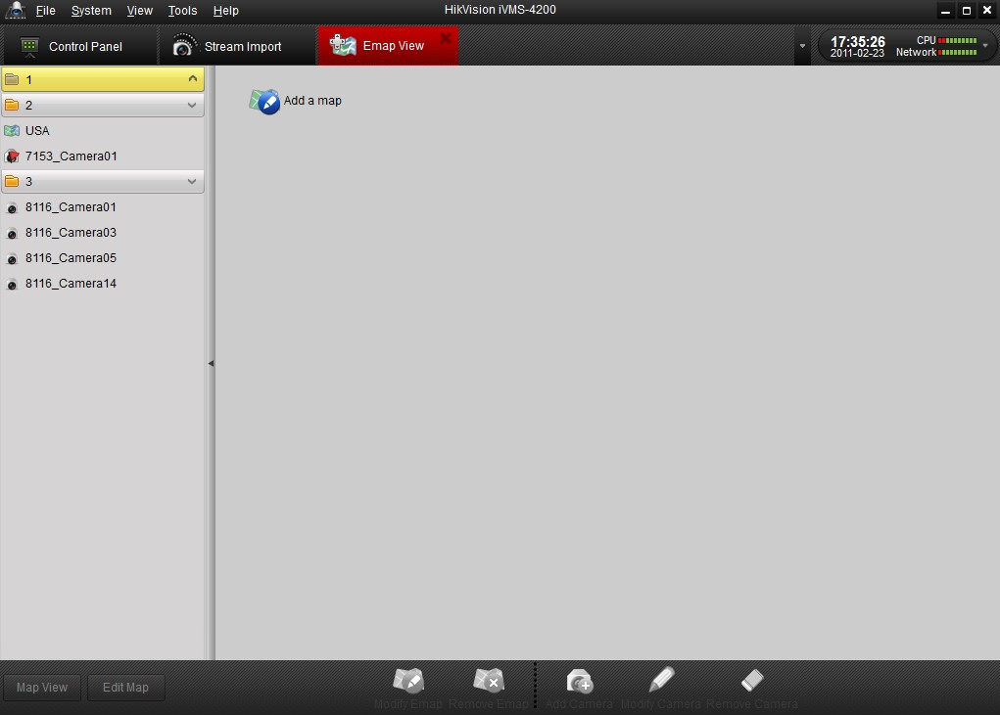 HikVision iVMS-4200
File System View Tools Help
Control Panel
Stream Import
Emap View
17:35:26
2011-02-23
CPU
Network
1
2
USA
7153_Camera01
3
8116_Camera01
8116_Camera03
8116_Camera05
8116_Camera14
Add a map
Map View
Edit Map
Modify Emap
Remove Emap
Add Camera
Modify Camera
Remove Camera